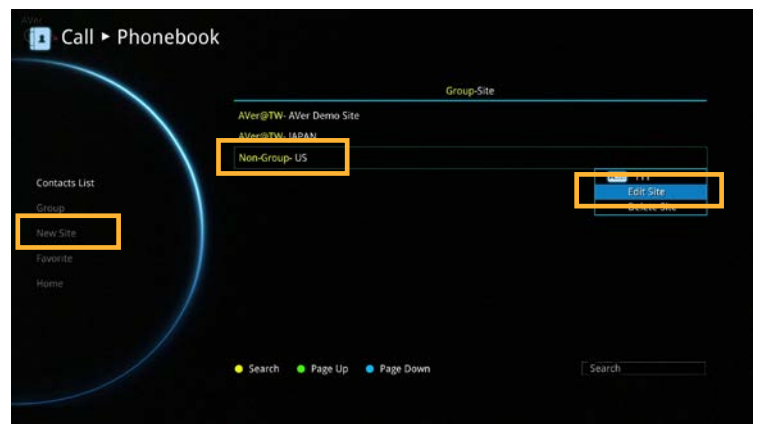 AVer
Call ▸ Phonebook
Group-Site
AVer@TW- AVer Demo Site
AVer@TW- JAPAN
Non-Group- US
Contacts List
Group
New Site
Favorite
Home
Edit Site
Delete Site
Search
Page Up
Page Down
Search